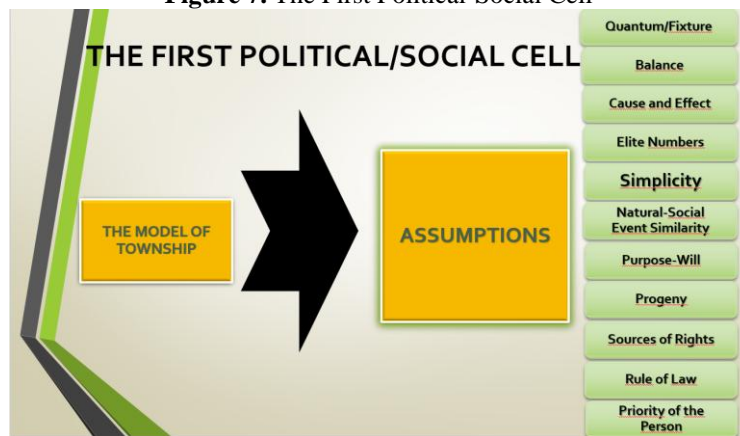 Figure 7. The First Political-Social Cell
THE FIRST POLITICAL/SOCIAL CELL
THE MODEL OF
TOWNSHIP
ASSUMPTIONS
Quantum/Fixture
Balance
Cause and Effect
Elite Numbers
Simplicity
Natural-Social
Event Similarity
Purpose-Will
Progeny
Sources of Rights
Rule of Law
Priority of the
Person